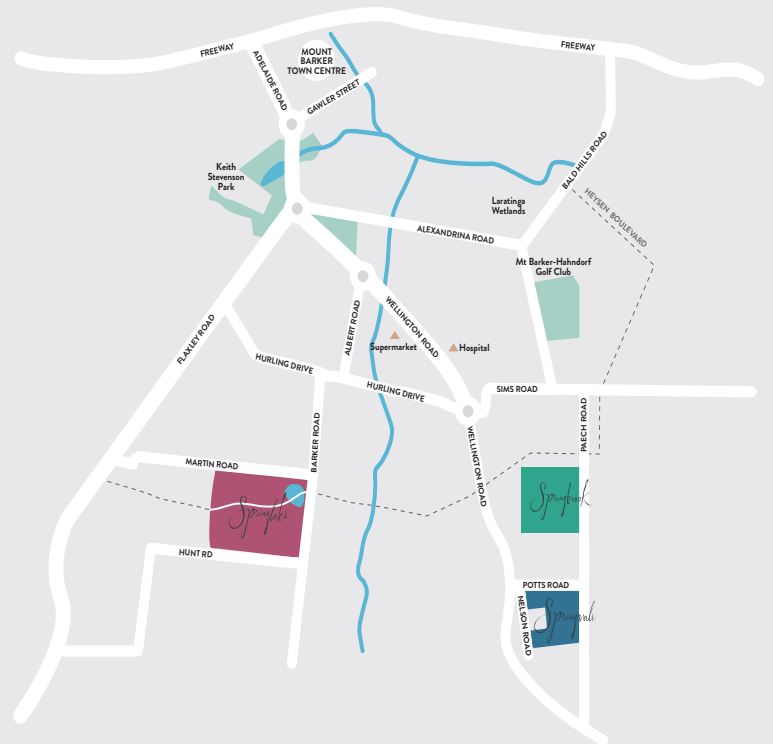 FREEWAY
FREEWAY
MOUNT
BARKER
TOWN CENTRE
ADELAIDE ROAD
GAWLER STREET
BALD HILLS ROAD
Keith
Stevenson
Park
Laratinga
Wetlands
HEYSEN BOULEVARD
ALEXANDRINA ROAD
Mt Barker-Hahndorf
Golf Club
FLAXLEY ROAD
ALBERT ROAD
WELLINGTON ROAD
Supermarket
Hospital
HURLING DRIVE
HURLING DRIVE
SIMS ROAD
BARKER ROAD
PAECH ROAD
WELLINGTON ROAD
MARTIN ROAD
Springlake
Springbrook
HUNT RD
POTTS ROAD
NELSON ROAD
Springvale